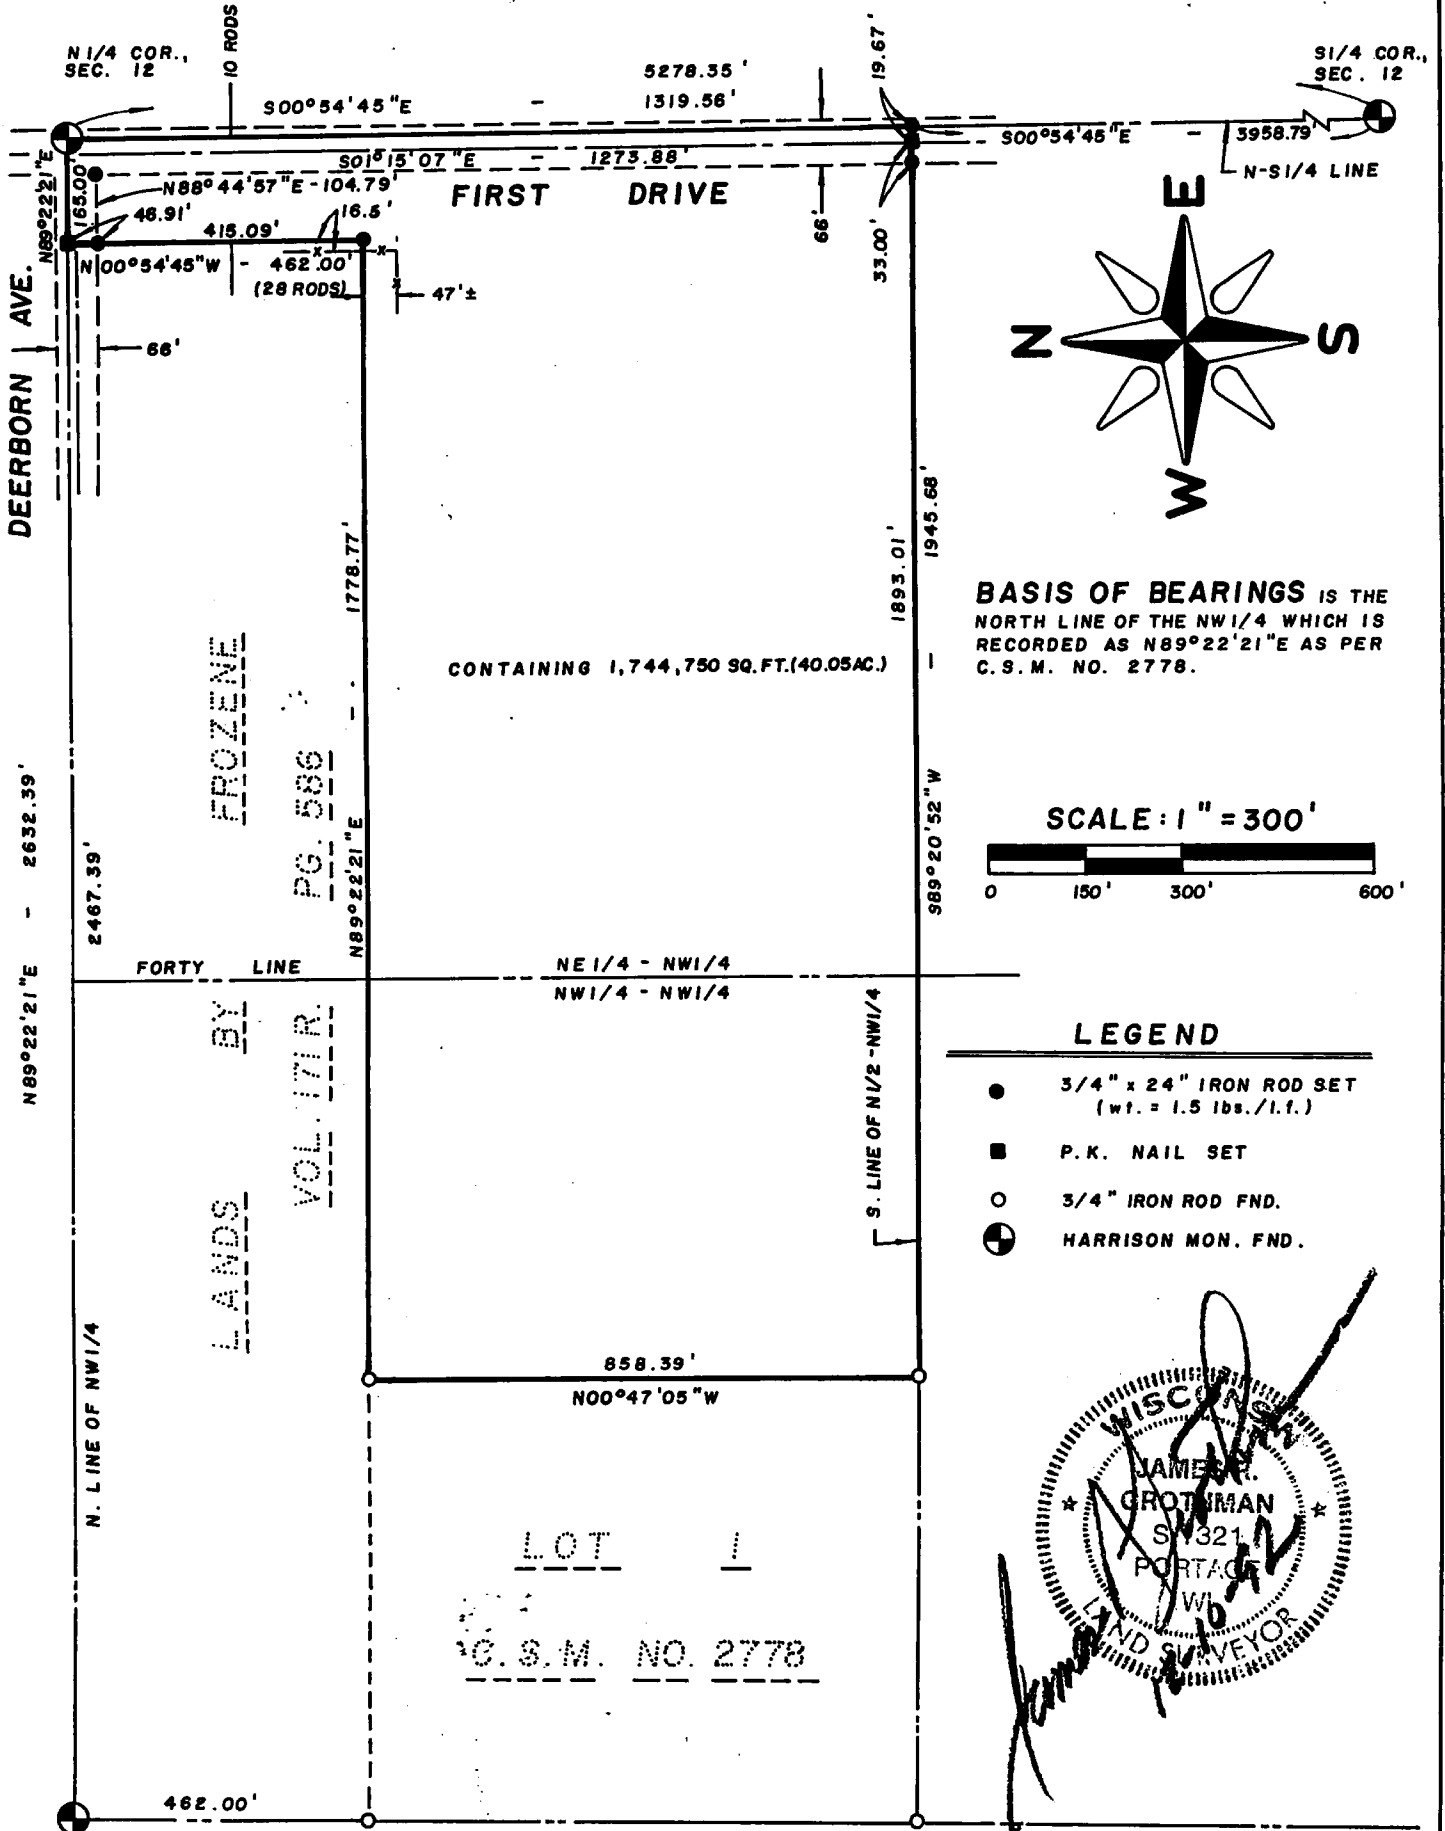 N 1/4 COR.,
SEC. 12
10 RODS
5278.35'
19.67'
S1/4 COR.,
SEC. 12
S00°54'45"E - 1319.56'
S00°54'45"E - 3958.79'
N-S1/4 LINE
S01°15'07"E - 1273.88'
N89°22'21"E
165.00'
N88°44'57"E-104.79'
FIRST DRIVE
46.91'
16.5'
415.09'
66'
33.00'
N00°54'45"W - 462.00'
(28 RODS)
47'±
DEERBORN AVE.
66'
E
N
S
W
1778.77'
1893.01'
1945.68'
BASIS OF BEARINGS IS THE
NORTH LINE OF THE NW1/4 WHICH IS
RECORDED AS N89°22'21"E AS PER
C.S.M. NO. 2778.
CONTAINING 1,744,750 SQ.FT.(40.05AC.)
N89°22'21"E - 2632.39'
2467.39'
LANDS BY FROZENE
VOL. 171R. PG. 586
N89°22'21"E -
S89°20'52"W -
SCALE: 1" = 300'
0 150' 300' 600'
FORTY LINE
NE 1/4 - NW1/4
NW1/4 - NW1/4
S. LINE OF N1/2-NW1/4
LEGEND
3/4" x 24" IRON ROD SET
(wt. = 1.5 lbs./l.f.)
P.K. NAIL SET
3/4" IRON ROD FND.
HARRISON MON. FND.
N. LINE OF NW1/4
858.39'
N00°47'05"W
WISCONSIN
JAMES R.
GROTHMAN
PORTAGE
WI
LAND SURVEYOR
LOT 1
C.S.M. NO. 2778
462.00'